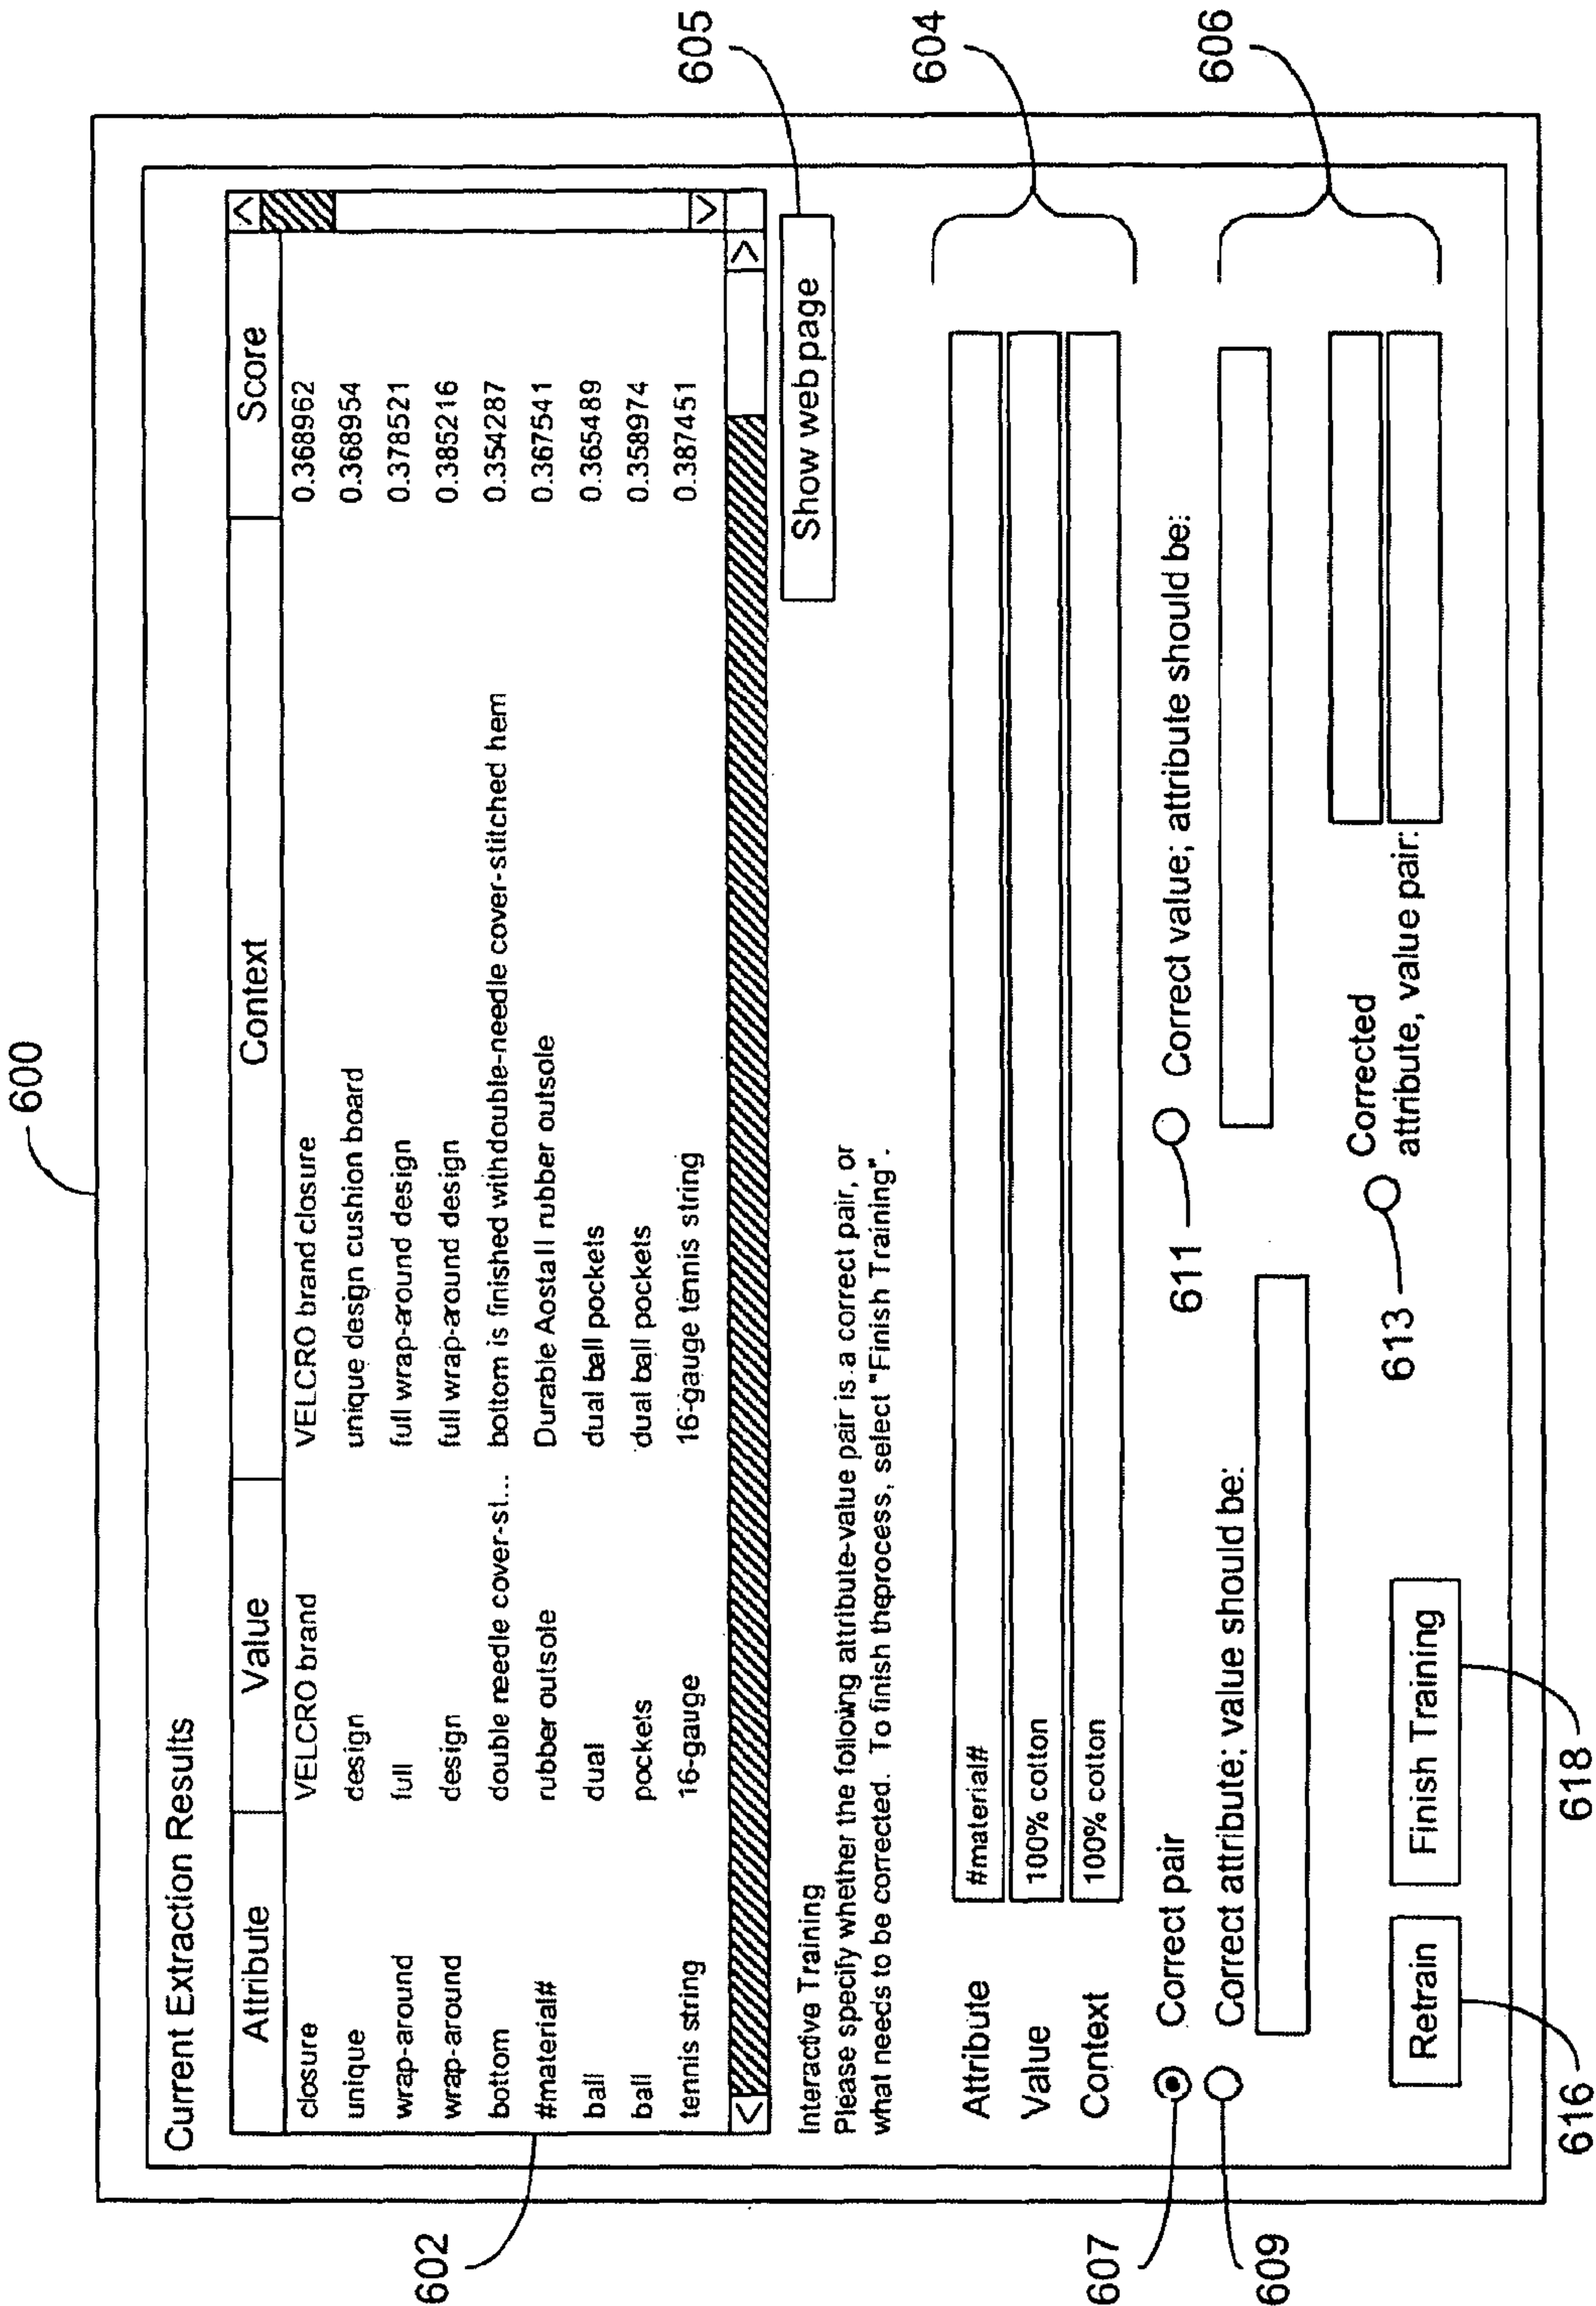 600
Current Extraction Results
Attribute Value Context Score
closure VELCRO brand VELCRO brand closure 0.368962
unique design unique design cushion board 0.368954
wrap-around full full wrap-around design 0.378521
wrap-around design full wrap-around design 0.385216
bottom double needle cover-st... bottom is finished withdouble-needle cover-stitched hem 0.354287
#material# rubber outsole Durable Aosta II rubber outsole 0.367541
ball dual dual ball pockets 0.365489
ball pockets dual ball pockets 0.358974
tennis string 16-gauge 16-gauge tennis string 0.387451
602
Show web page
605
Interactive Training
Please specify whether the following attribute-value pair is a correct pair, or
what needs to be corrected. To finish theprocess, select "Finish Training".
Attribute #material#
Value 100% cotton
Context 100% cotton
604
607
Correct pair
611
Correct value; attribute should be:
609
Correct attribute; value should be:
606
613
Corrected
attribute, value pair:
Retrain
Finish Training
616
618